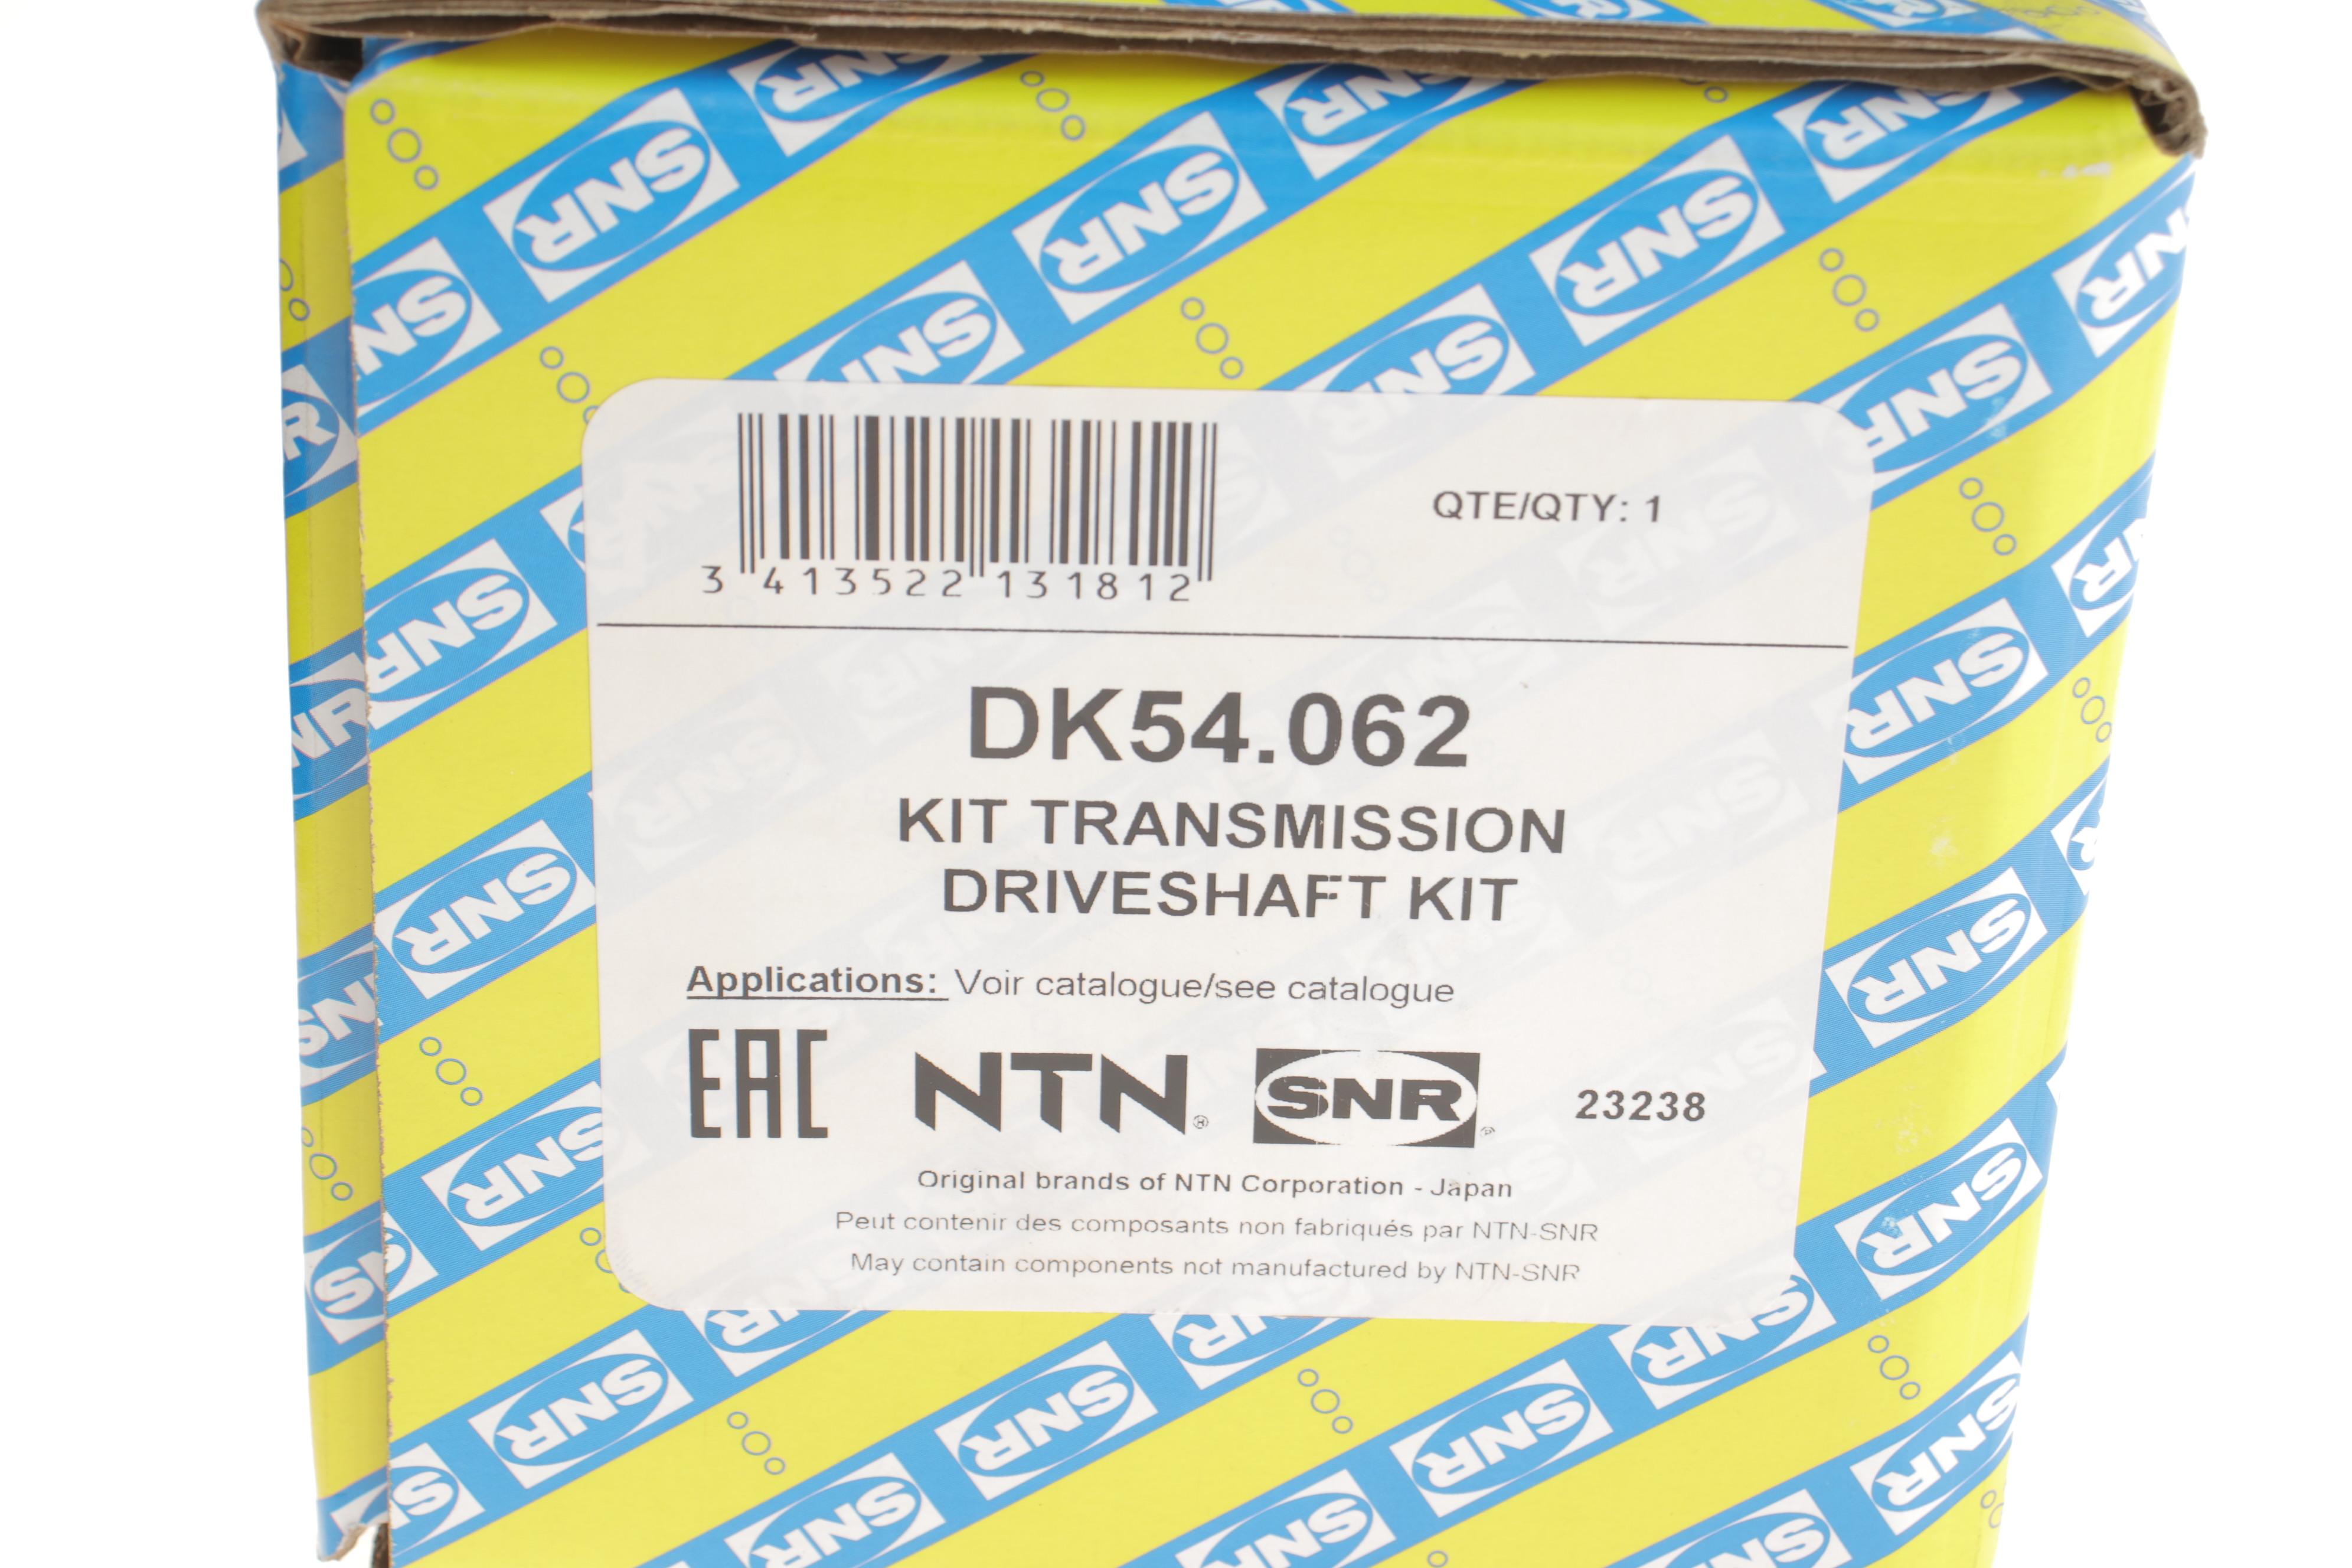 QTE/QTY: 1
3 413522 131812
DK54.062
KIT TRANSMISSION
DRIVESHAFT KIT
Applications: Voir catalogue/see catalogue
EAC NTN® SNR® 23238
Original brands of NTN Corporation - Japan
Peut contenir des composants non fabriqués par NTN-SNR
May contain components not manufactured by NTN-SNR